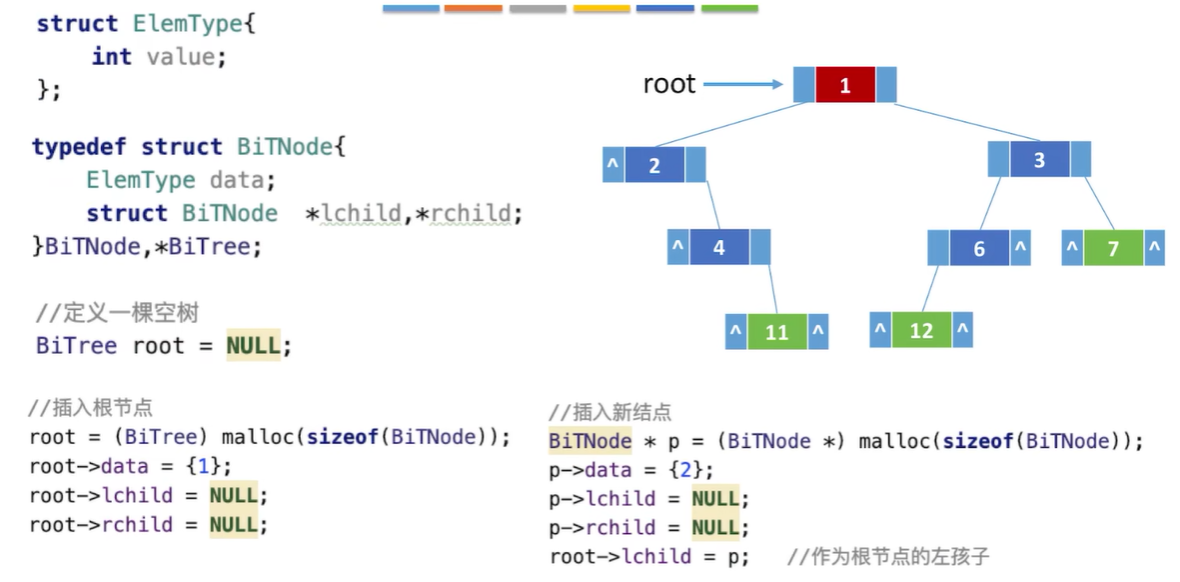 struct ElemType{
    int value;
};
typedef struct BiTNode{
    ElemType data;
    struct BiTNode  *lchild,*rchild;
}BiTNode,*BiTree;
//定义一棵空树
BiTree root = NULL;
//插入根节点
root = (BiTree) malloc(sizeof(BiTNode));
root->data = {1};
root->lchild = NULL;
root->rchild = NULL;
root
1
^ 2
3
^ 4
6 ^
^ 7 ^
^ 11 ^
^ 12 ^
//插入新结点
BiTNode * p = (BiTNode *) malloc(sizeof(BiTNode));
p->data = {2};
p->lchild = NULL;
p->rchild = NULL;
root->lchild = p;   //作为根节点的左孩子